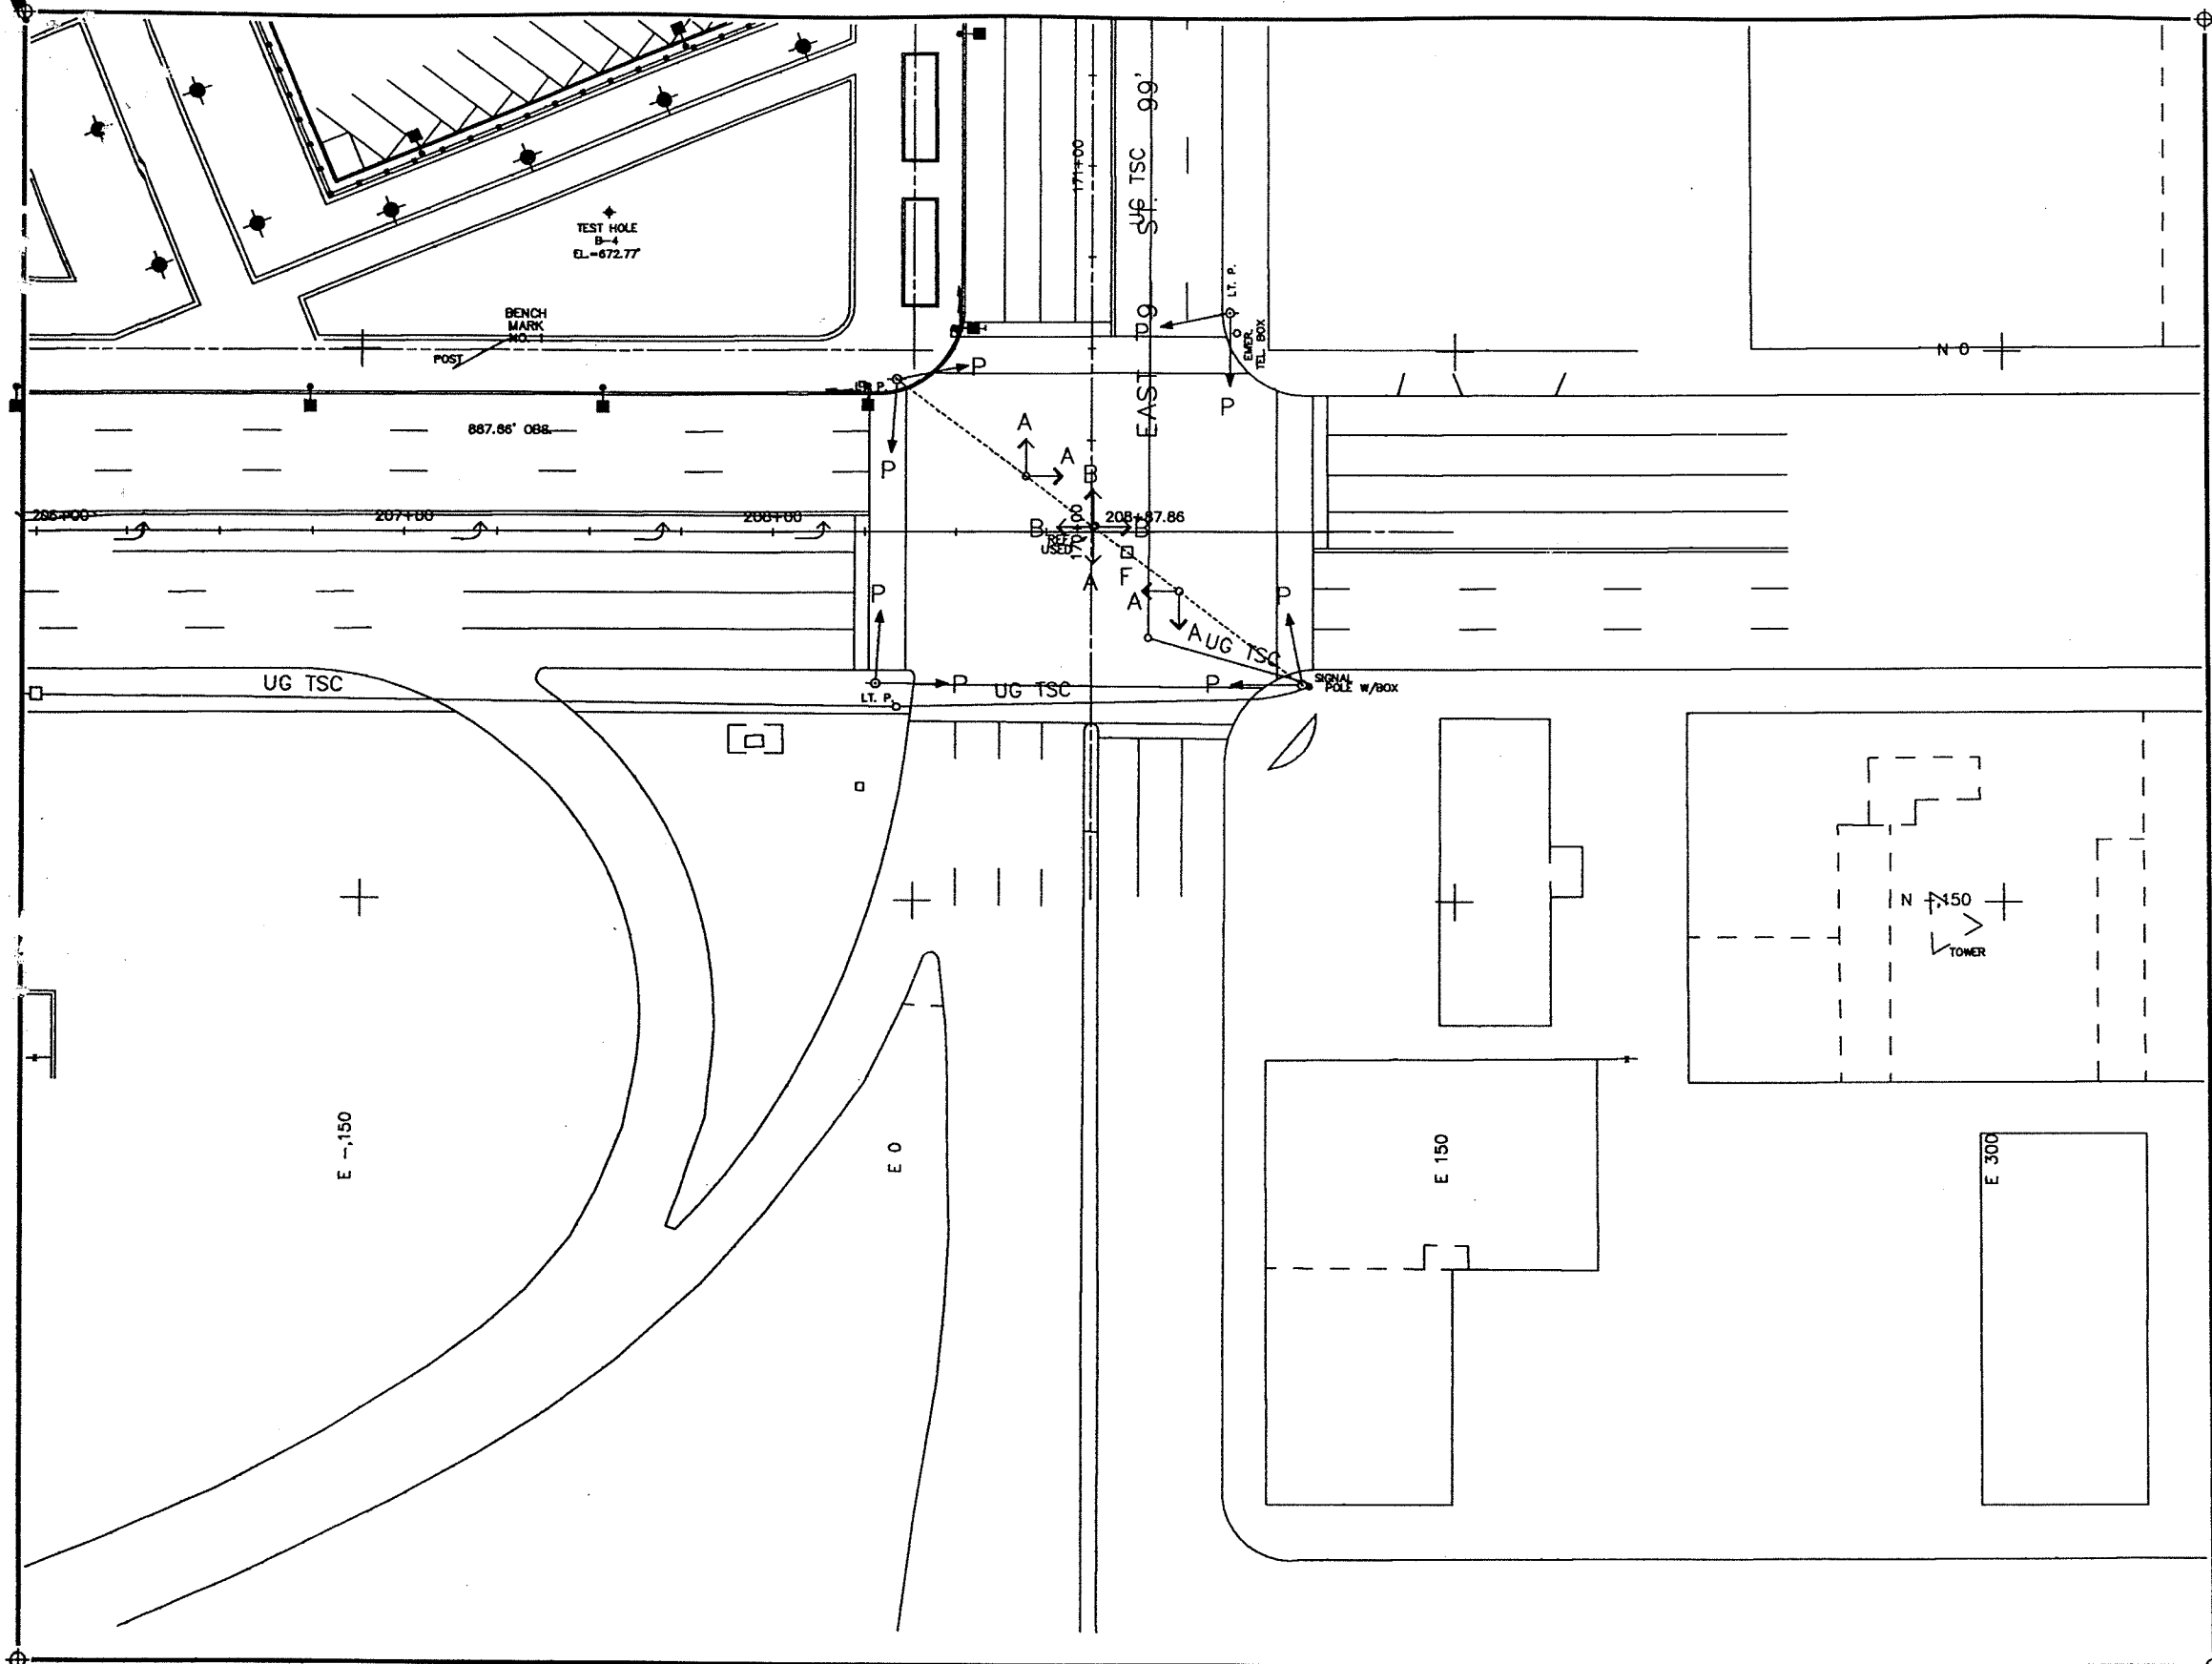 TEST HOLE
B-4
EL.=672.77'
BENCH
MARK
NO. 1
POST
887.86' OBS.
171+00
UG TSC
EAST 9 ST. 99'
LT. P.
EMER.
TEL. BOX
N 0
P
P
P
P
A
A
B
B
B
208+87.86
170+00
REF.
USED
A
F
A
A
UG TSC
207+00
208+00
P
P
P
P
UG TSC
UG TSC
LT. P.
SIGNAL
POLE W/BOX
N -,150
TOWER
E -,150
E 0
E 150
E 300